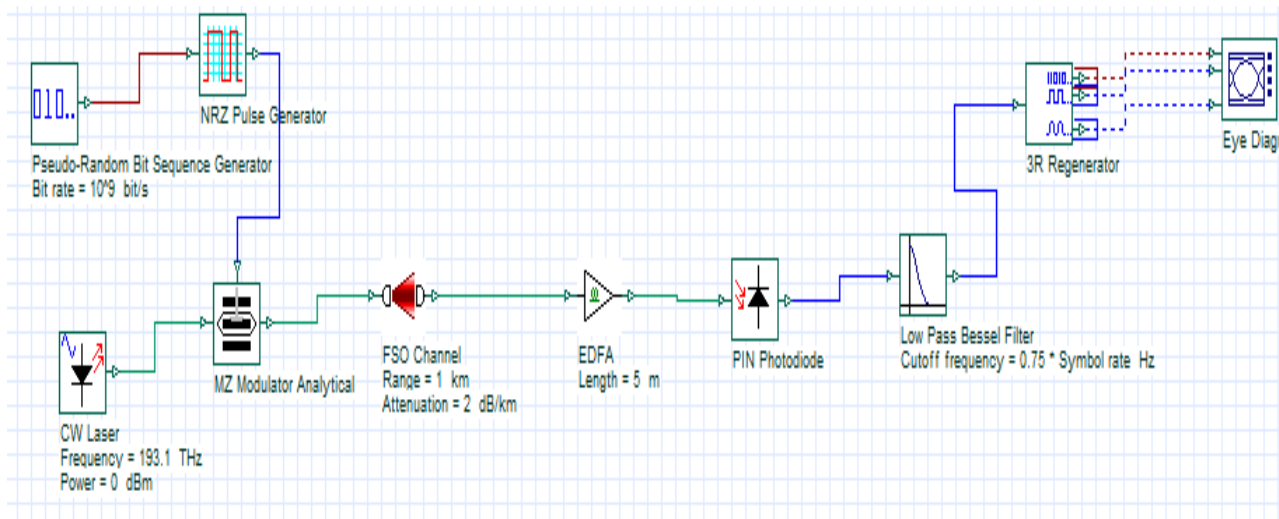 010..
NRZ Pulse Generator
Pseudo-Random Bit Sequence Generator
Bit rate = 10^9 bit/s
CW Laser
Frequency = 193.1 THz
Power = 0 dBm
MZ Modulator Analytical
FSO Channel
Range = 1 km
Attenuation = 2 dB/km
EDFA
Length = 5 m
PIN Photodiode
Low Pass Bessel Filter
Cutoff frequency = 0.75 * Symbol rate Hz
3R Regenerator
Eye Diag